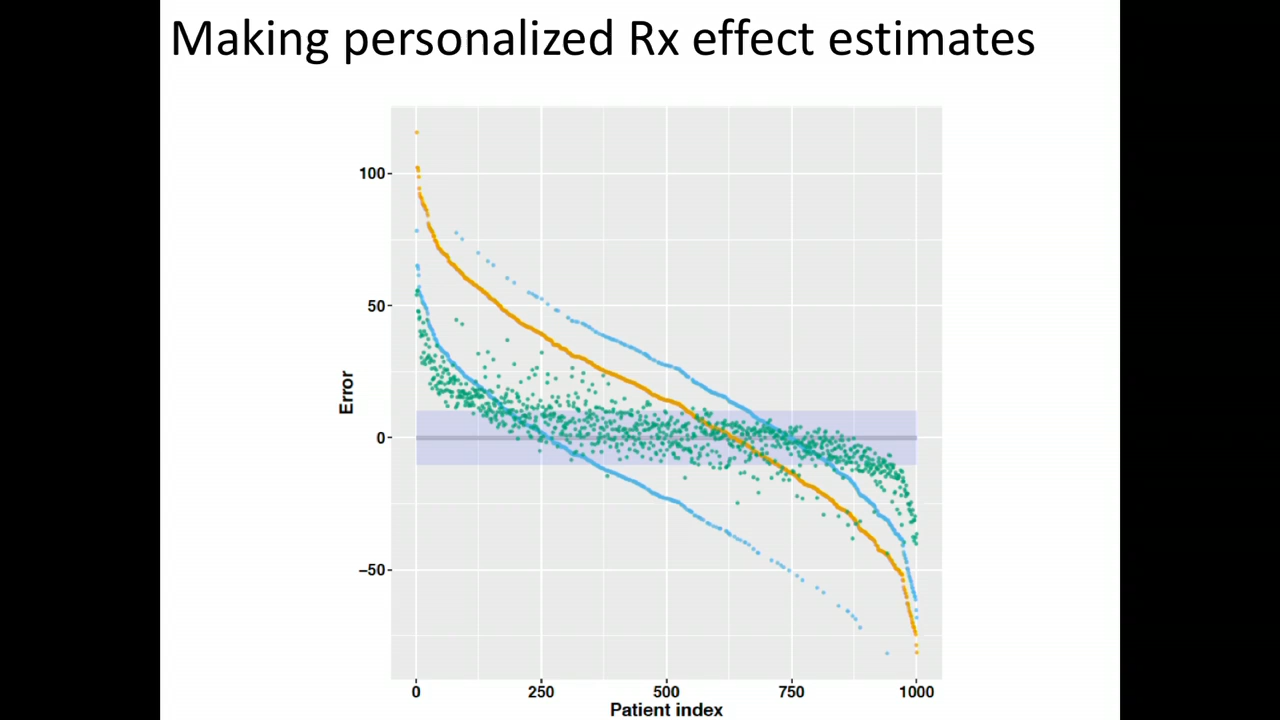 Making personalized Rx effect estimates
100
50
0
−50
Error
0 250 500 750 1000
Patient index